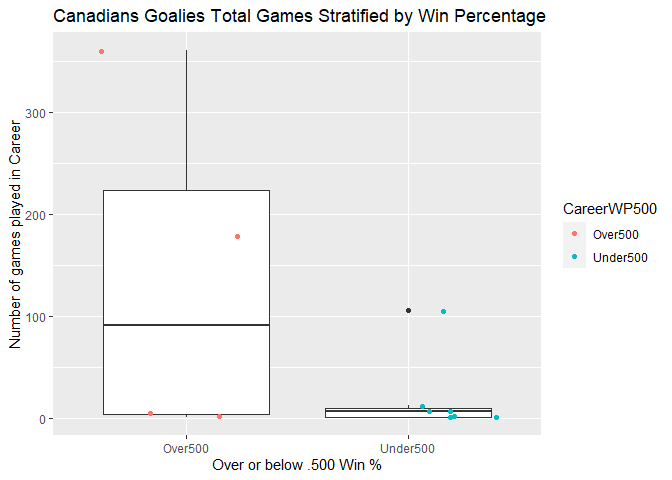 Canadians Goalies Total Games Stratified by Win Percentage
Number of games played in Career
300
200
100
0
Over500
Under500
Over or below .500 Win %
CareerWP500
Over500
Under500